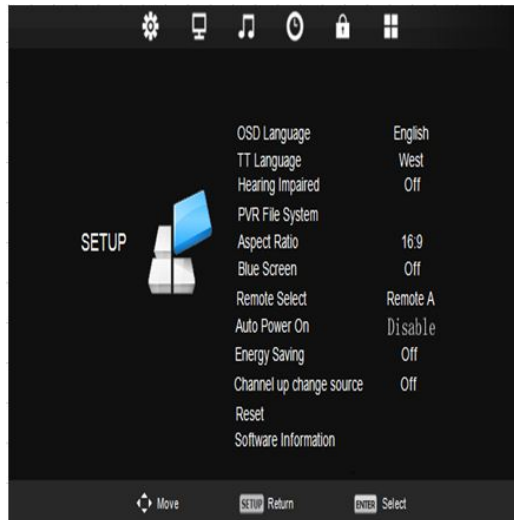 OSD Language English
TT Language West
Hearing Impaired Off
PVR File System
SETUP
Aspect Ratio 16:9
Blue Screen Off
Remote Select Remote A
Auto Power On Disable
Energy Saving Off
Channel up change source Off
Reset
Software Information
Move SETUP Return ENTER Select